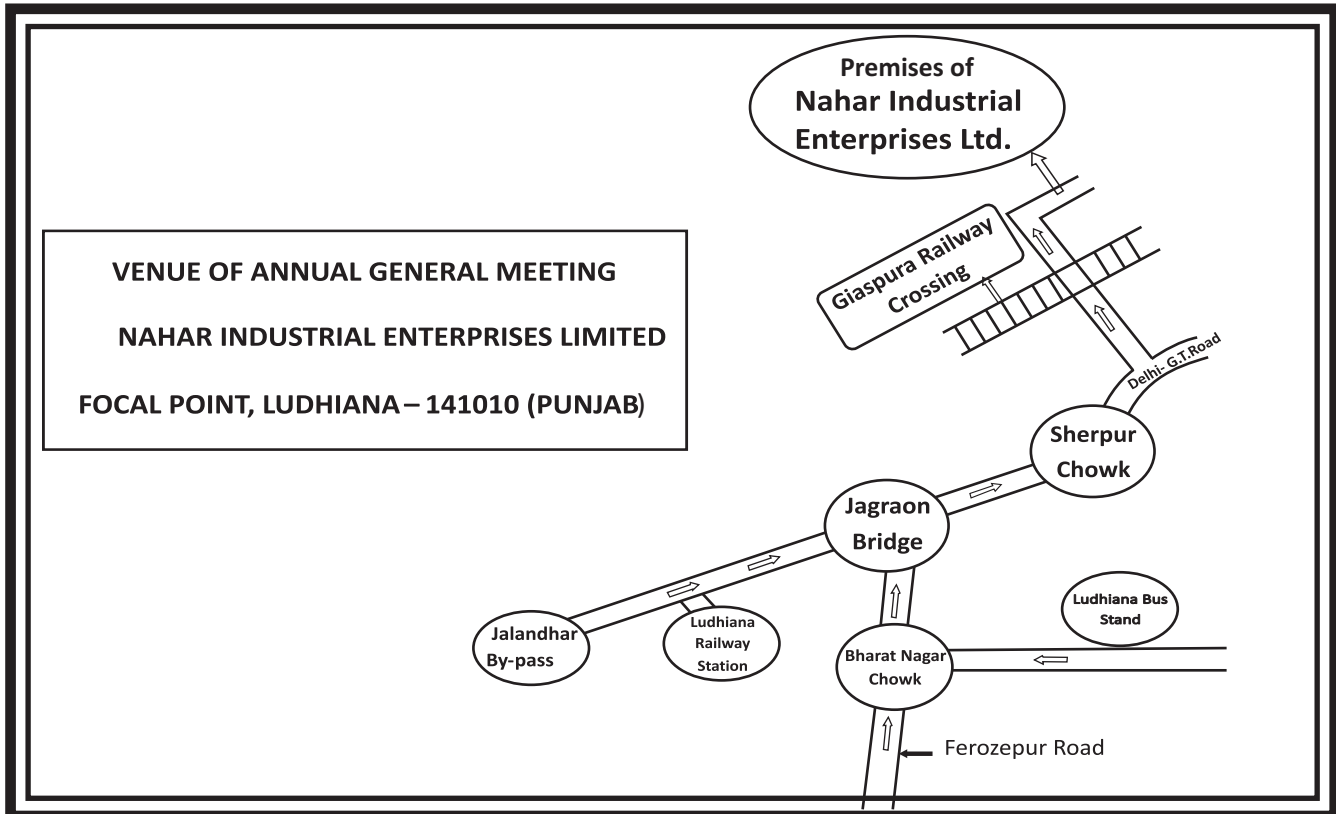 Premises of
Nahar Industrial
Enterprises Ltd.
VENUE OF ANNUAL GENERAL MEETING
NAHAR INDUSTRIAL ENTERPRISES LIMITED
FOCAL POINT, LUDHIANA – 141010 (PUNJAB)
Giaspura Railway
Crossing
Delhi- G.T.Road
Sherpur
Chowk
Jagraon
Bridge
Jalandhar
By-pass
Ludhiana
Railway
Station
Bharat Nagar
Chowk
Ludhiana Bus
Stand
Ferozepur Road